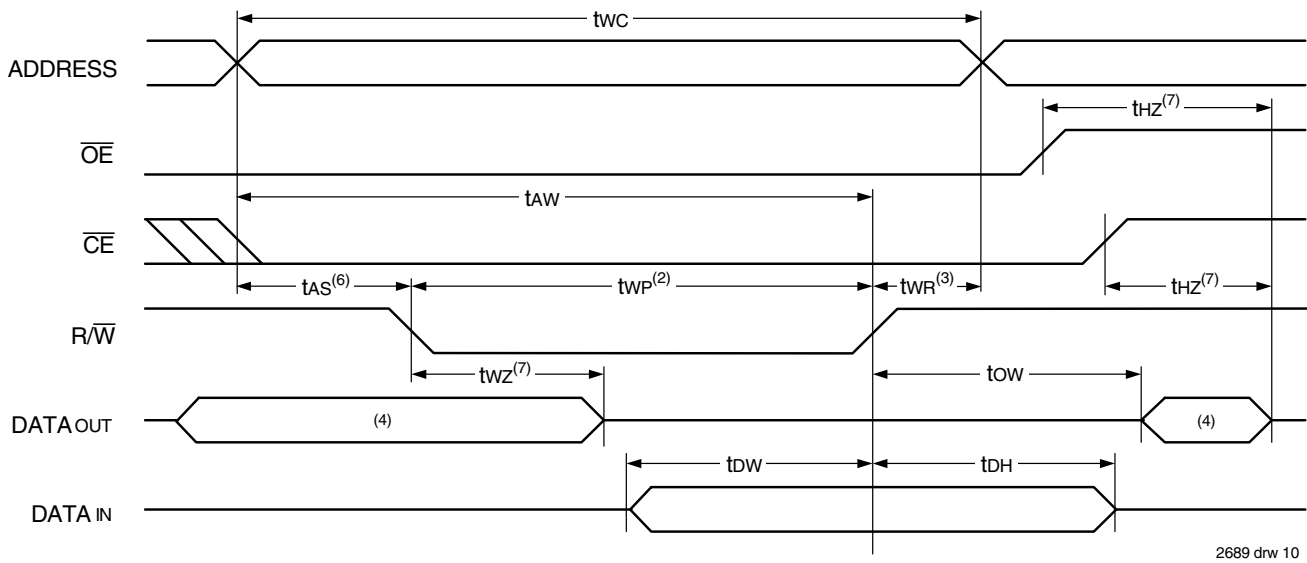 tWC
ADDRESS
tHZ(7)
OE
tAW
CE
tAS(6) tWP(2) tWR(3) tHZ(7)
R/W
tWZ(7) tOW
DATA OUT (4) (4)
tDW tDH
DATA IN
2689 drw 10